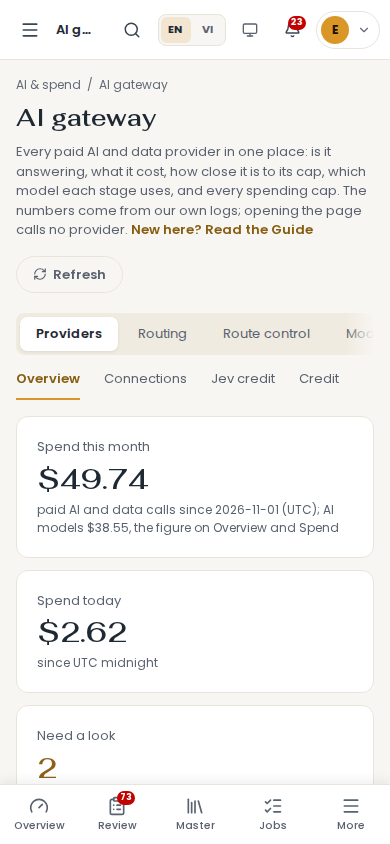 AI g...
EN
VI
23
E
AI & spend / AI gateway
AI gateway
Every paid AI and data provider in one place: is it
answering, what it cost, how close it is to its cap, which
model each stage uses, and every spending cap. The
numbers come from our own logs; opening the page
calls no provider. New here? Read the Guide
Refresh
Providers
Routing
Route control
Overview
Connections
Jev credit
Credit
Spend this month
$49.74
paid AI and data calls since 2026-11-01 (UTC); AI
models $38.55, the figure on Overview and Spend
Spend today
$2.62
since UTC midnight
Need a look
2
73
Overview
Review
Master
Jobs
More